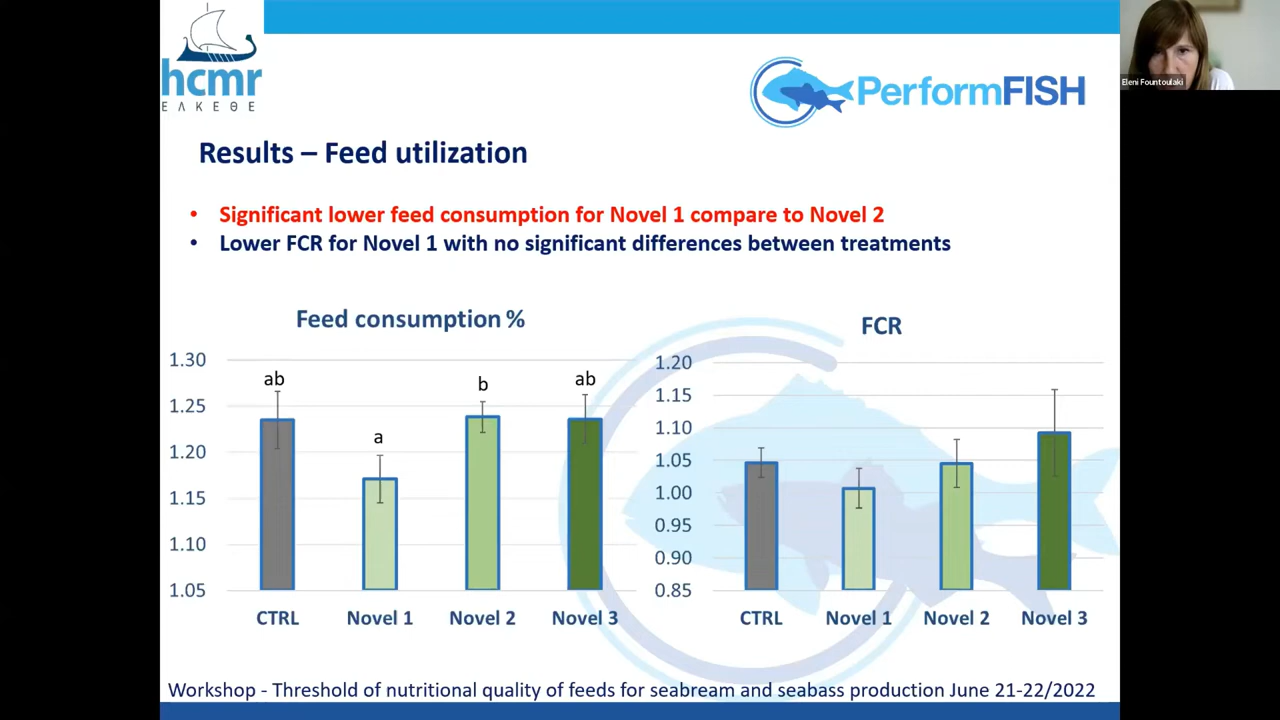 hcmr
ΕΛΚΕΘΕ
PerformFISH
Eleni Fountoulaki
Results – Feed utilization
• Significant lower feed consumption for Novel 1 compare to Novel 2
• Lower FCR for Novel 1 with no significant differences between treatments
Feed consumption %
1.30
1.25
1.20
1.15
1.10
1.05
ab
a
b
ab
CTRL Novel 1 Novel 2 Novel 3
FCR
1.20
1.15
1.10
1.05
1.00
0.95
0.90
0.85
CTRL Novel 1 Novel 2 Novel 3
Workshop - Threshold of nutritional quality of feeds for seabream and seabass production June 21-22/2022